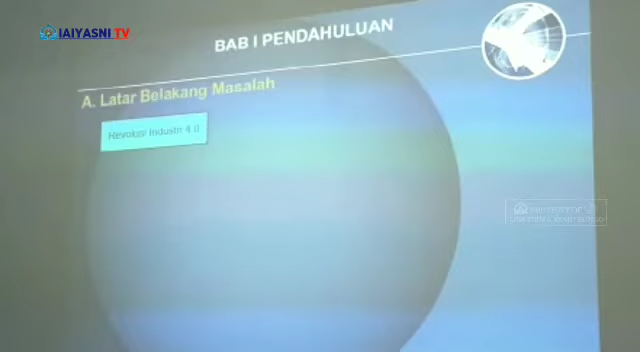 IAIYASNI TV
BAB I PENDAHULUAN
A. Latar Belakang Masalah
Revolusi Industri 4.0